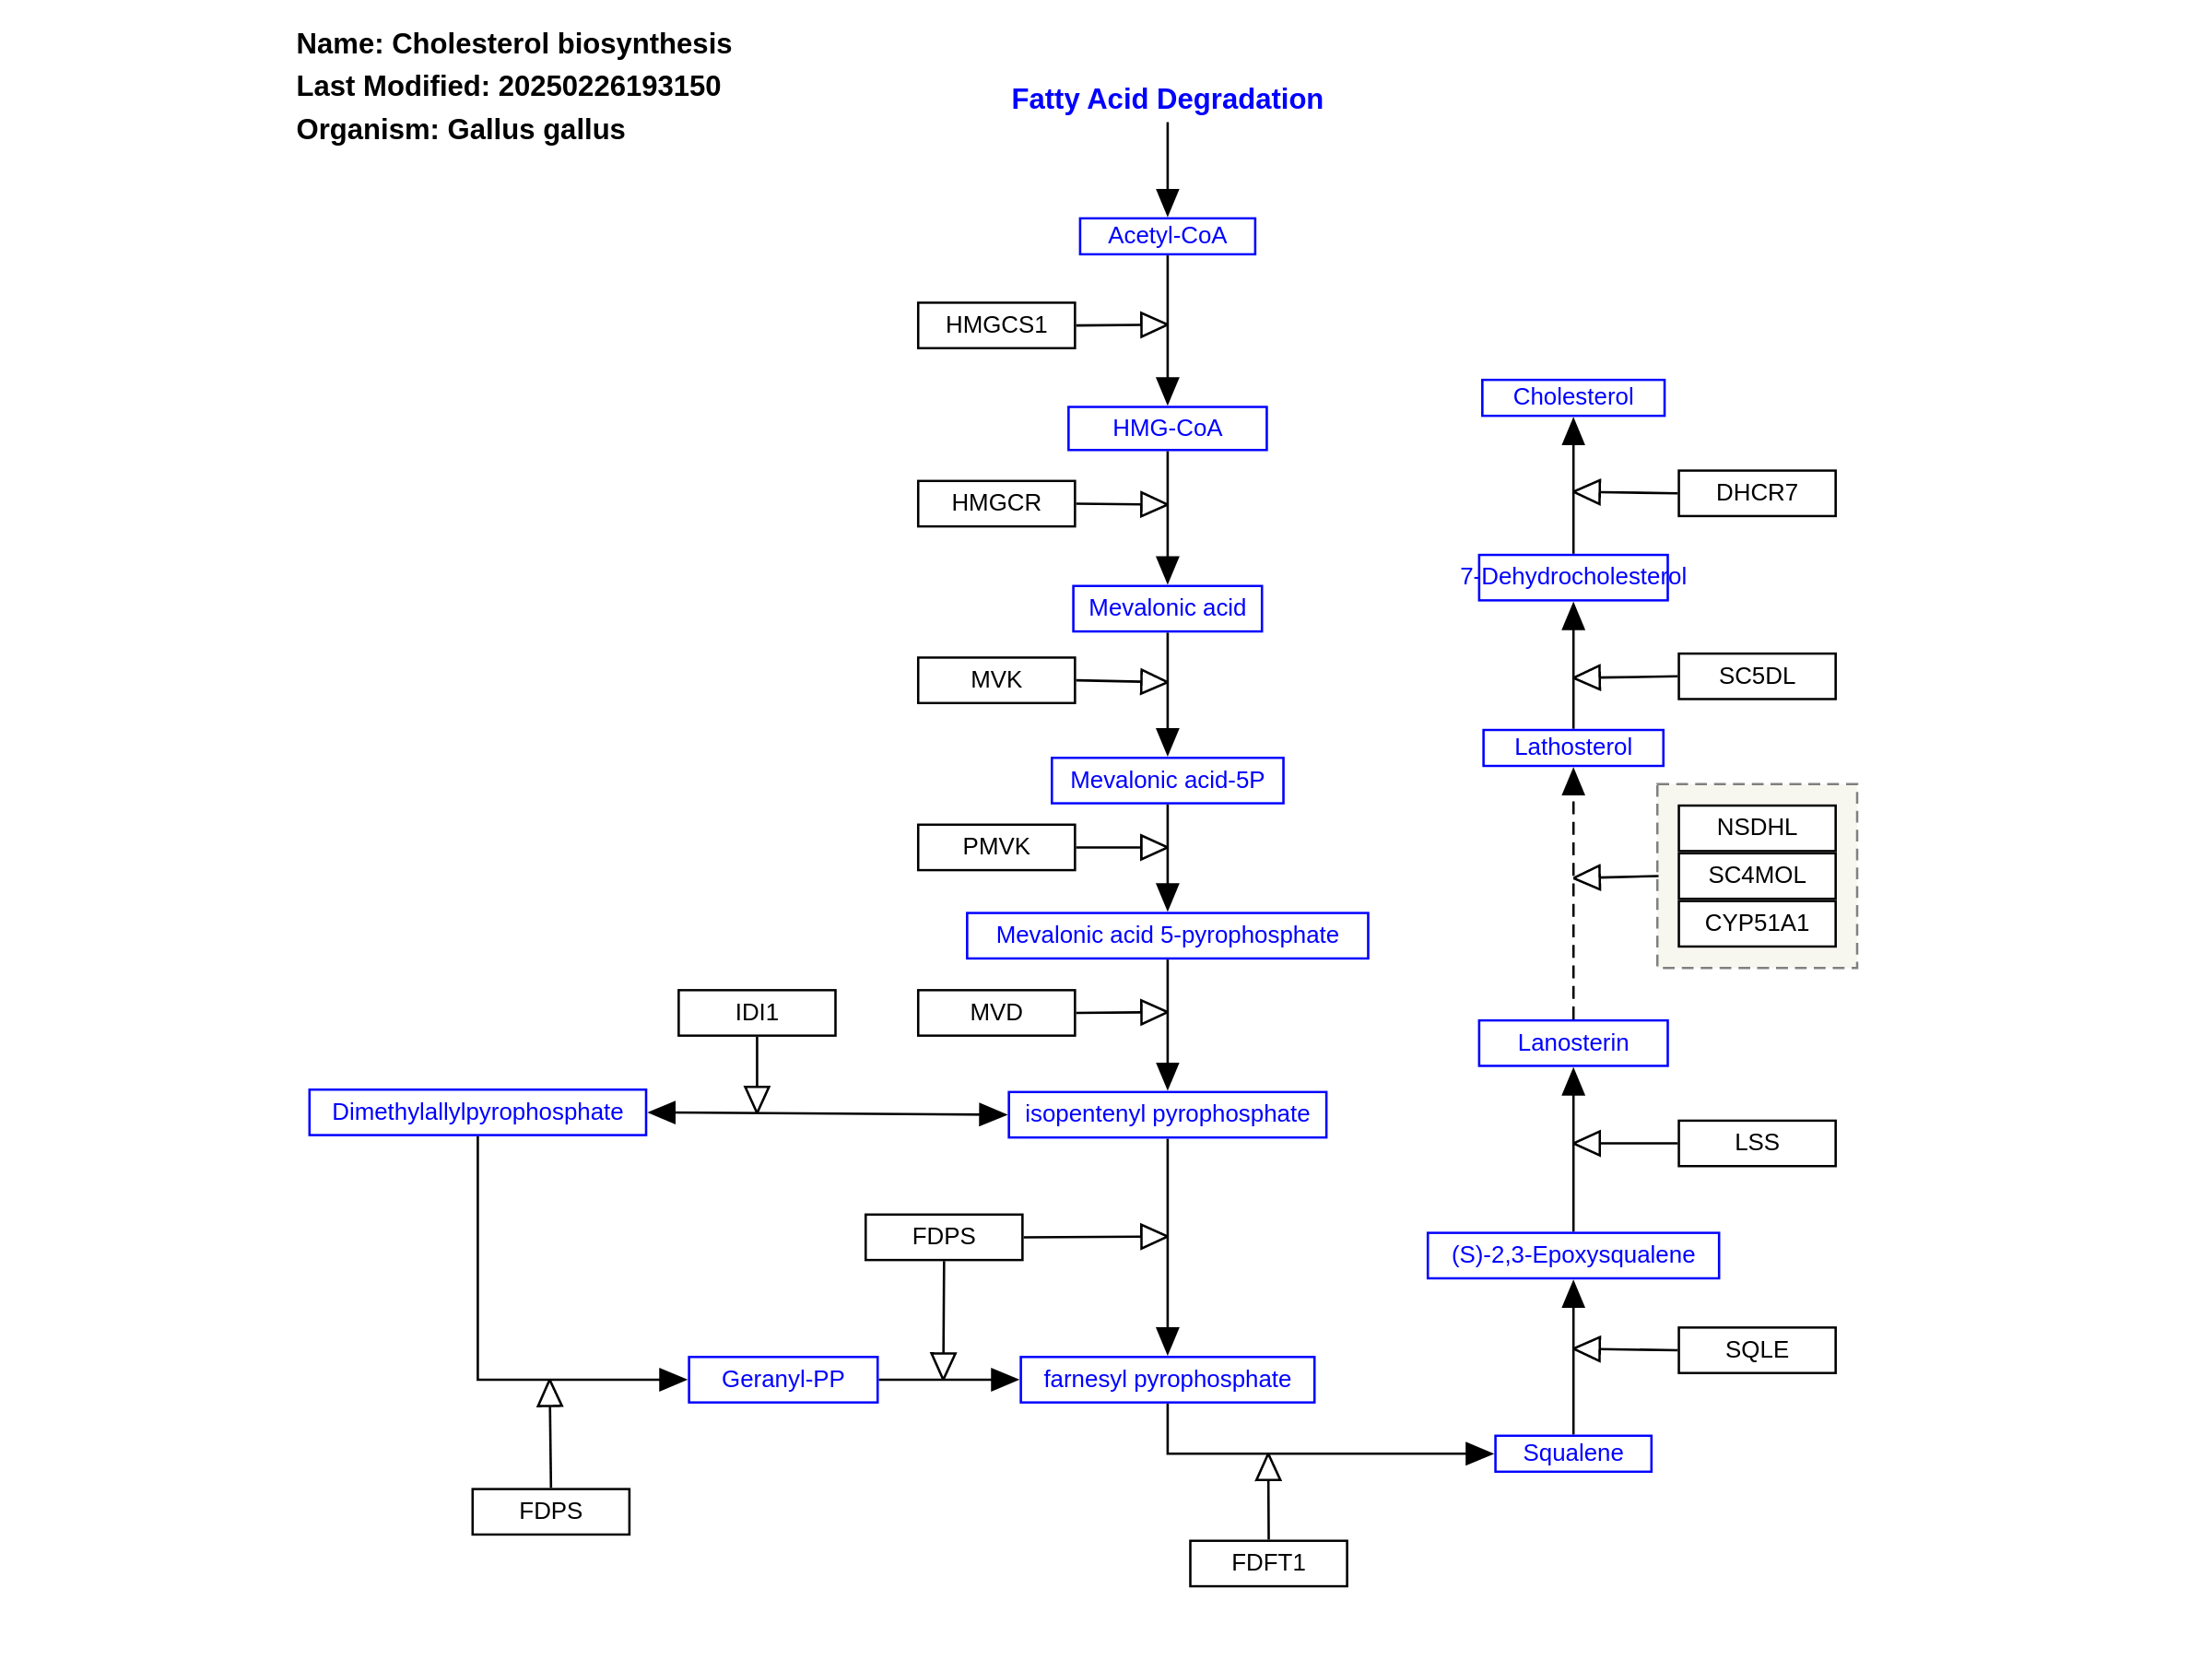 Name: Cholesterol biosynthesis
Last Modified: 20250226193150
Organism: Gallus gallus
Fatty Acid Degradation
Acetyl-CoA
HMGCS1
HMG-CoA
HMGCR
Mevalonic acid
MVK
Mevalonic acid-5P
PMVK
Mevalonic acid 5-pyrophosphate
IDI1
MVD
Dimethylallylpyrophosphate
isopentenyl pyrophosphate
FDPS
Geranyl-PP
farnesyl pyrophosphate
FDPS
FDFT1
Cholesterol
DHCR7
7-Dehydrocholesterol
SC5DL
Lathosterol
NSDHL
SC4MOL
CYP51A1
Lanosterin
LSS
(S)-2,3-Epoxysqualene
SQLE
Squalene